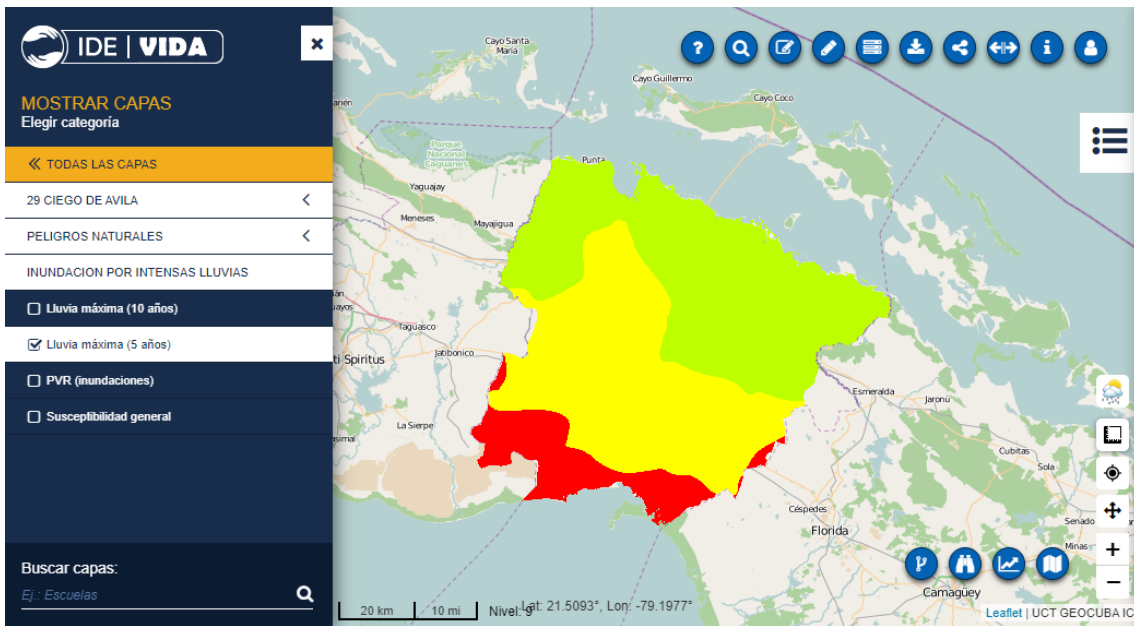 IDE | VIDA
MOSTRAR CAPAS
Elegir categoría
TODAS LAS CAPAS
29 CIEGO DE AVILA
PELIGROS NATURALES
INUNDACION POR INTENSAS LLUVIAS
Lluvia máxima (10 años)
Lluvia máxima (5 años)
PVR (inundaciones)
Susceptibilidad general
Buscar capas:
Ej.: Escuelas
Cayo Santa
María
Cayo Guillermo
Cayo Coco
Parque
Nacional
Caguanes
Punta
Yaguajay
Meneses
Mayajigua
Taguasco
ti Spíritus
Jatibonico
La Sierpe
Esmeralda
Jaronú
Cubitas
Sola
Céspedes
Florida
Senado
Minas
Camagüey
20 km
10 mi
Nivel: 9
Lat: 21.5093°, Lon: -79.1977°
Leaflet | UCT GEOCUBA IC